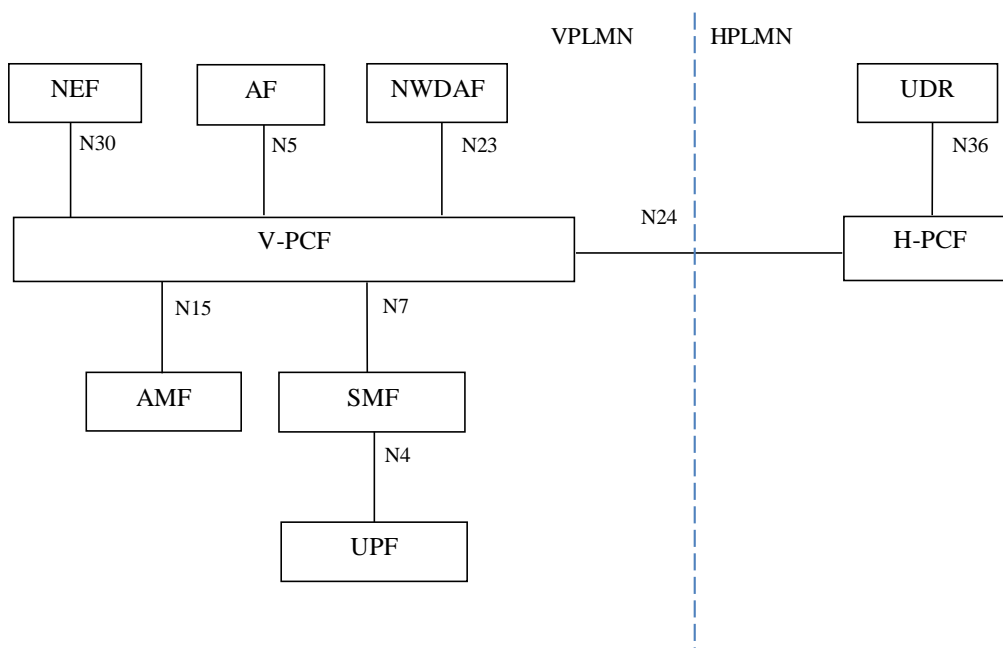 VPLMN
HPLMN
NEF
AF
NWDAF
UDR
N30
N5
N23
N36
N24
V-PCF
H-PCF
N15
N7
AMF
SMF
N4
UPF